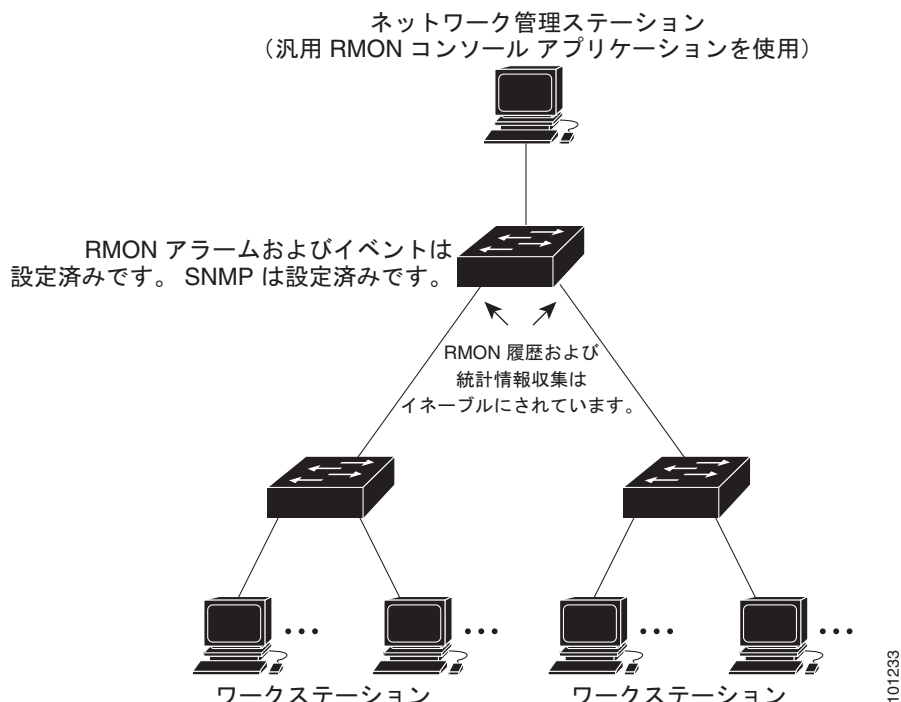 ネットワーク管理ステーション
（汎用 RMON コンソール アプリケーションを使用）
RMON アラームおよびイベントは
設定済みです。 SNMP は設定済みです。
RMON 履歴および
統計情報収集は
イネーブルにされています。
ワークステーション
ワークステーション
101233